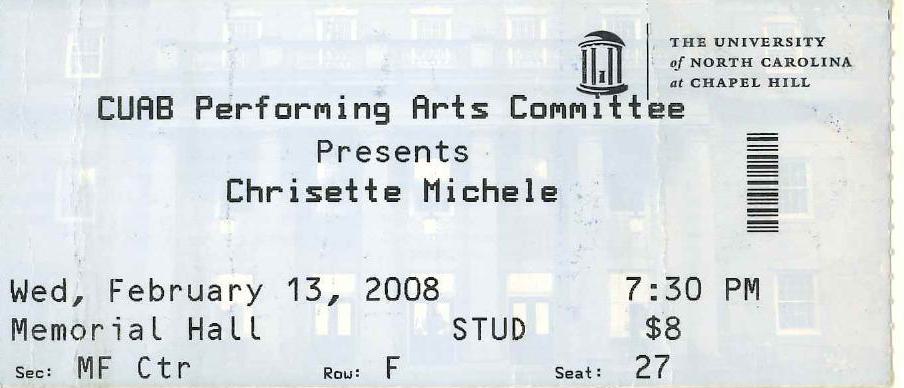 THE UNIVERSITY
of NORTH CAROLINA
at CHAPEL HILL
CUAB Performing Arts Committee
Presents
Chrisette Michele
Wed, February 13, 2008 7:30 PM
Memorial Hall STUD $8
Sec: MF Ctr Row: F Seat: 27